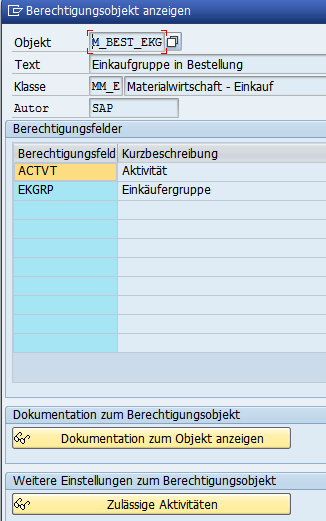 Berechtigungsobjekt anzeigen
Objekt M_BEST_EKG
Text Einkaufgruppe in Bestellung
Klasse MM_E Materialwirtschaft - Einkauf
Autor SAP
Berechtigungsfelder
Berechtigungsfeld Kurzbeschreibung
ACTVT Aktivität
EKGRP Einkäufergruppe
Dokumentation zum Berechtigungsobjekt
Dokumentation zum Objekt anzeigen
Weitere Einstellungen zum Berechtigungsobjekt
Zulässige Aktivitäten